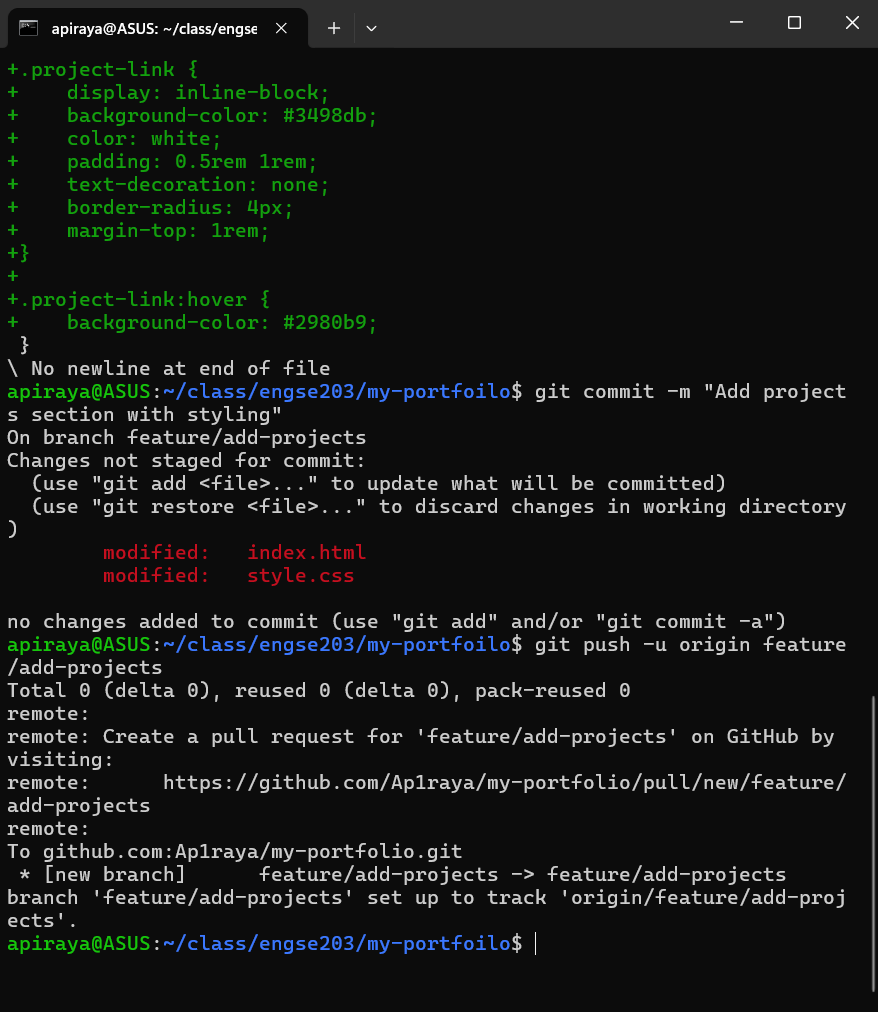 apiraya@ASUS: ~/class/engse
+.project-link {
+    display: inline-block;
+    background-color: #3498db;
+    color: white;
+    padding: 0.5rem 1rem;
+    text-decoration: none;
+    border-radius: 4px;
+    margin-top: 1rem;
+}
+
+.project-link:hover {
+    background-color: #2980b9;
 }
\ No newline at end of file
apiraya@ASUS:~/class/engse203/my-portfoilo$ git commit -m "Add project
s section with styling"
On branch feature/add-projects
Changes not staged for commit:
  (use "git add <file>..." to update what will be committed)
  (use "git restore <file>..." to discard changes in working directory
)
        modified:   index.html
        modified:   style.css

no changes added to commit (use "git add" and/or "git commit -a")
apiraya@ASUS:~/class/engse203/my-portfoilo$ git push -u origin feature
/add-projects
Total 0 (delta 0), reused 0 (delta 0), pack-reused 0
remote:
remote: Create a pull request for 'feature/add-projects' on GitHub by
visiting:
remote:      https://github.com/Ap1raya/my-portfolio/pull/new/feature/
add-projects
remote:
To github.com:Ap1raya/my-portfolio.git
 * [new branch]      feature/add-projects -> feature/add-projects
branch 'feature/add-projects' set up to track 'origin/feature/add-proj
ects'.
apiraya@ASUS:~/class/engse203/my-portfoilo$